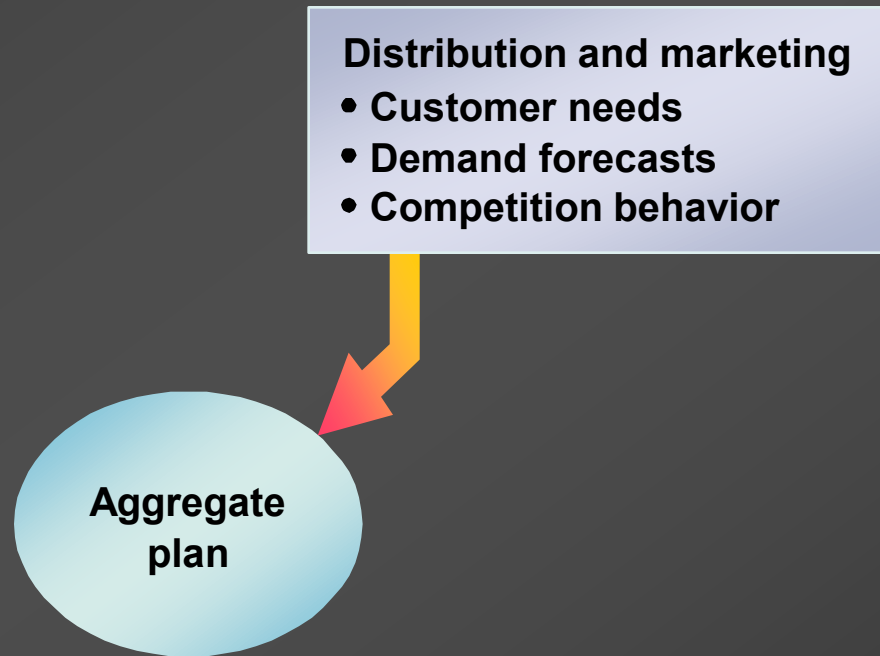 Distribution and marketing
• Customer needs
• Demand forecasts
• Competition behavior
Aggregate
plan